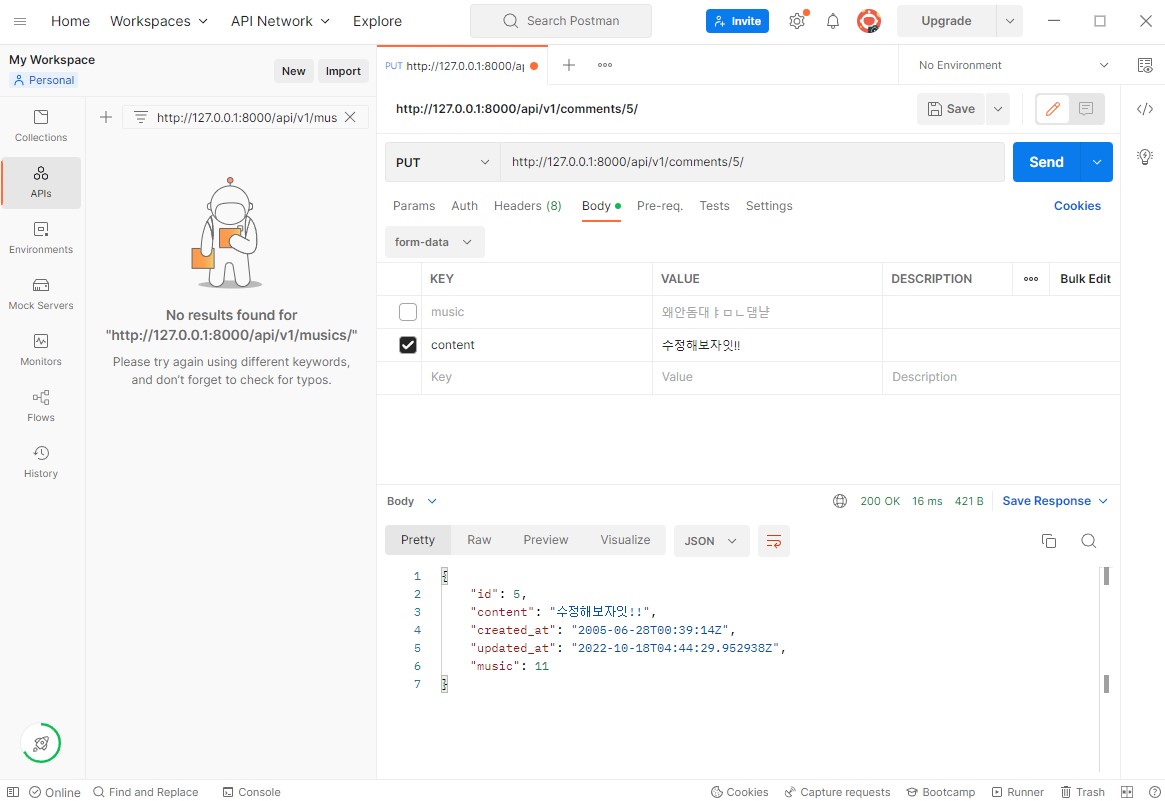 Home Workspaces API Network Explore Search Postman Invite Upgrade
My Workspace
Personal
New Import
PUT http://127.0.0.1:8000/ap
No Environment
Collections
APIs
Environments
Mock Servers
Monitors
Flows
History
http://127.0.0.1:8000/api/v1/mus
No results found for
"http://127.0.0.1:8000/api/v1/musics/"
Please try again using different keywords,
and don't forget to check for typos.
http://127.0.0.1:8000/api/v1/comments/5/
Save
PUT http://127.0.0.1:8000/api/v1/comments/5/ Send
Params Auth Headers (8) Body Pre-req. Tests Settings Cookies
form-data
KEY VALUE DESCRIPTION Bulk Edit
music 왜안돔대ㅑㅁㄴ댐냗
content 수정해보자잇!!
Key Value Description
Body 200 OK 16 ms 421 B Save Response
Pretty Raw Preview Visualize JSON
1 {
2 "id": 5,
3 "content": "수정해보자잇!!",
4 "created_at": "2005-06-28T00:39:14Z",
5 "updated_at": "2022-10-18T04:44:29.952938Z",
6 "music": 11
7 }
Online Find and Replace Console Cookies Capture requests Bootcamp Runner Trash